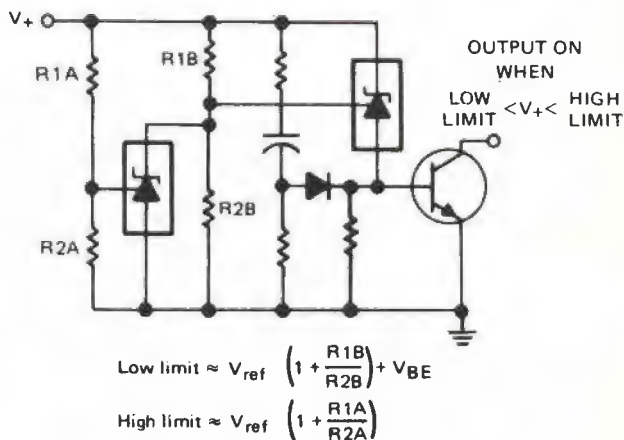 V+
R1A
R1B
OUTPUT ON
WHEN
LOW LIMIT < V+ < HIGH LIMIT
R2A
R2B
Low limit ≈ Vref (1 + R1B/R2B) + VBE
High limit ≈ Vref (1 + R1A/R2A)